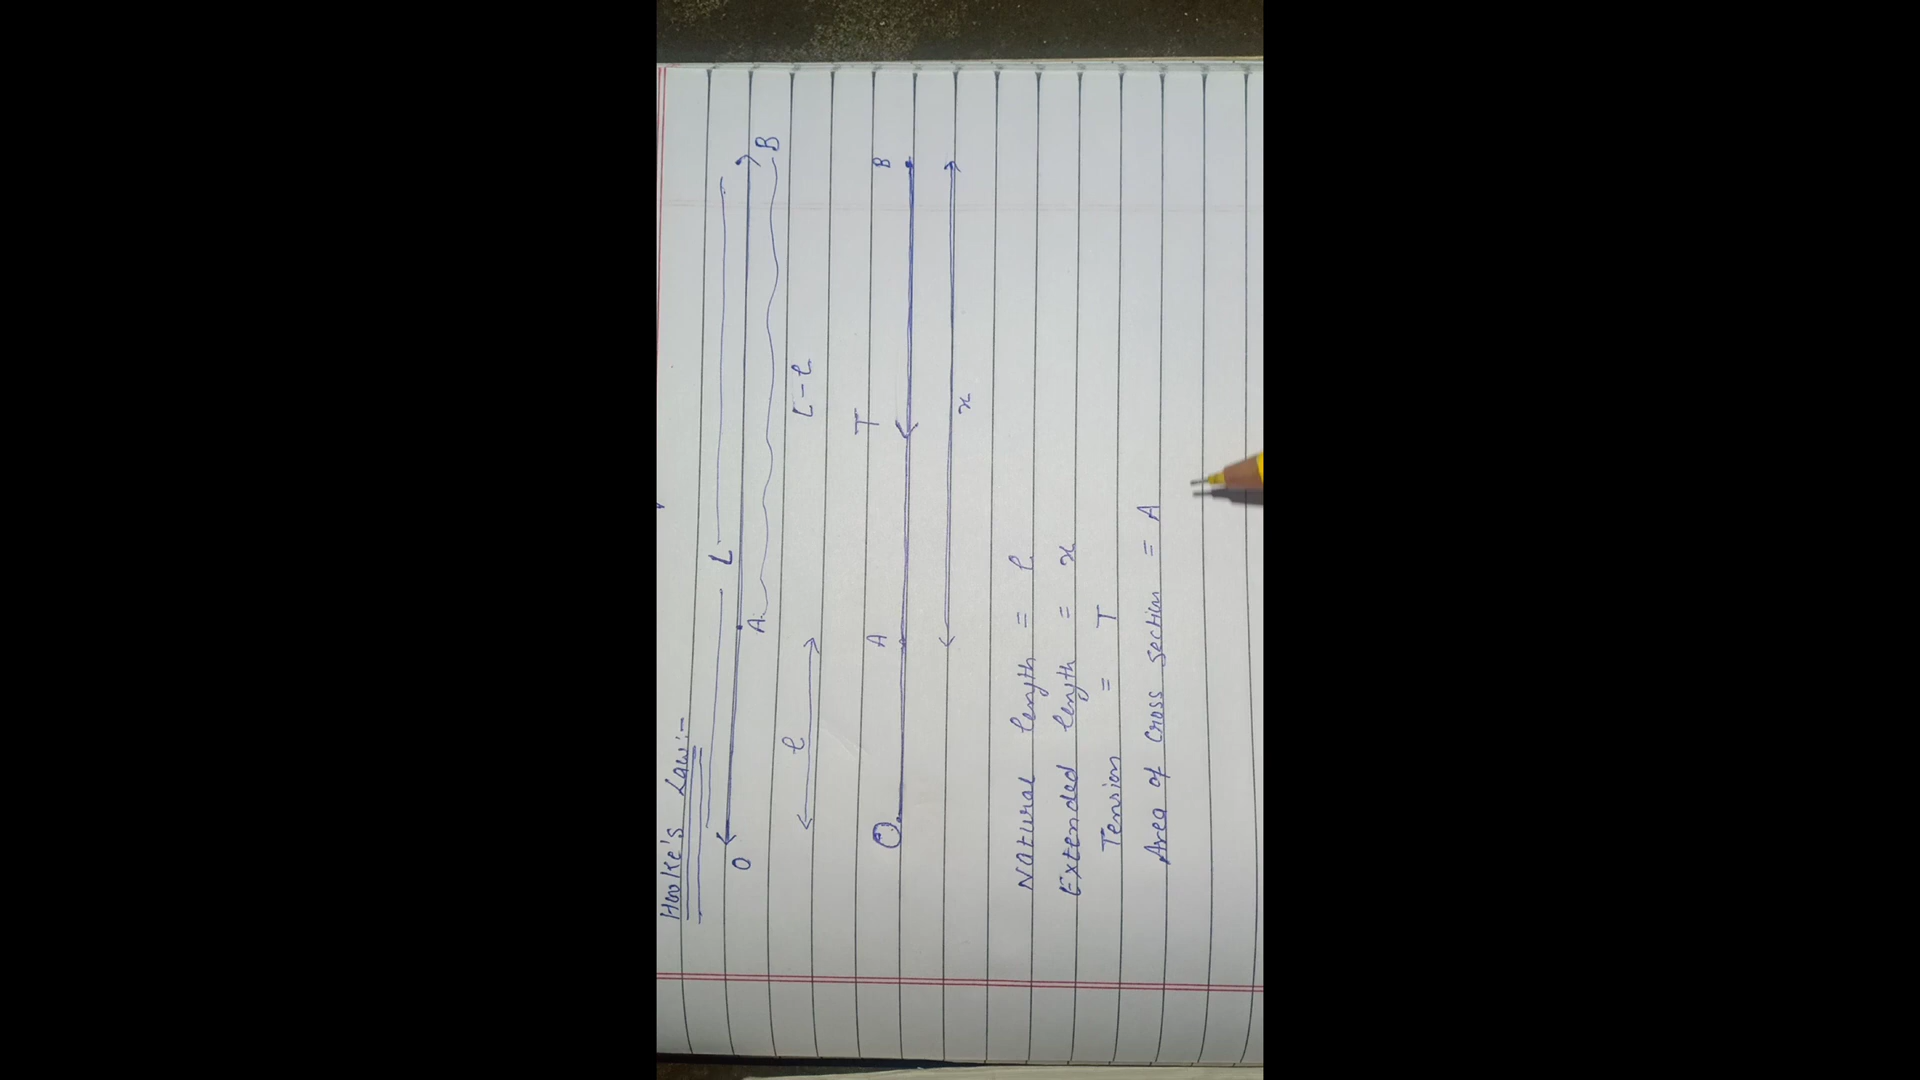 Hooke's Law:-
L
O A B
l L-l
T
O A B
x
Natural length = l
Extended length = x
Tension = T
Area of cross section = A